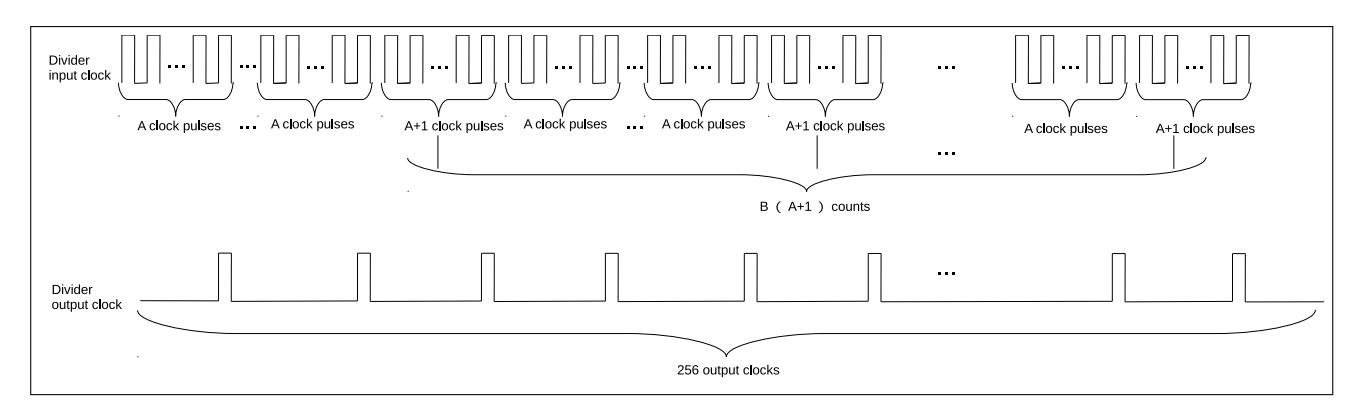 Divider
input clock
... ... ... ... ... ... ... ... ... ...
A clock pulses ... A clock pulses A+1 clock pulses A clock pulses ... A clock pulses A+1 clock pulses A clock pulses A+1 clock pulses
...
B ( A+1 ) counts
Divider
output clock
...
256 output clocks